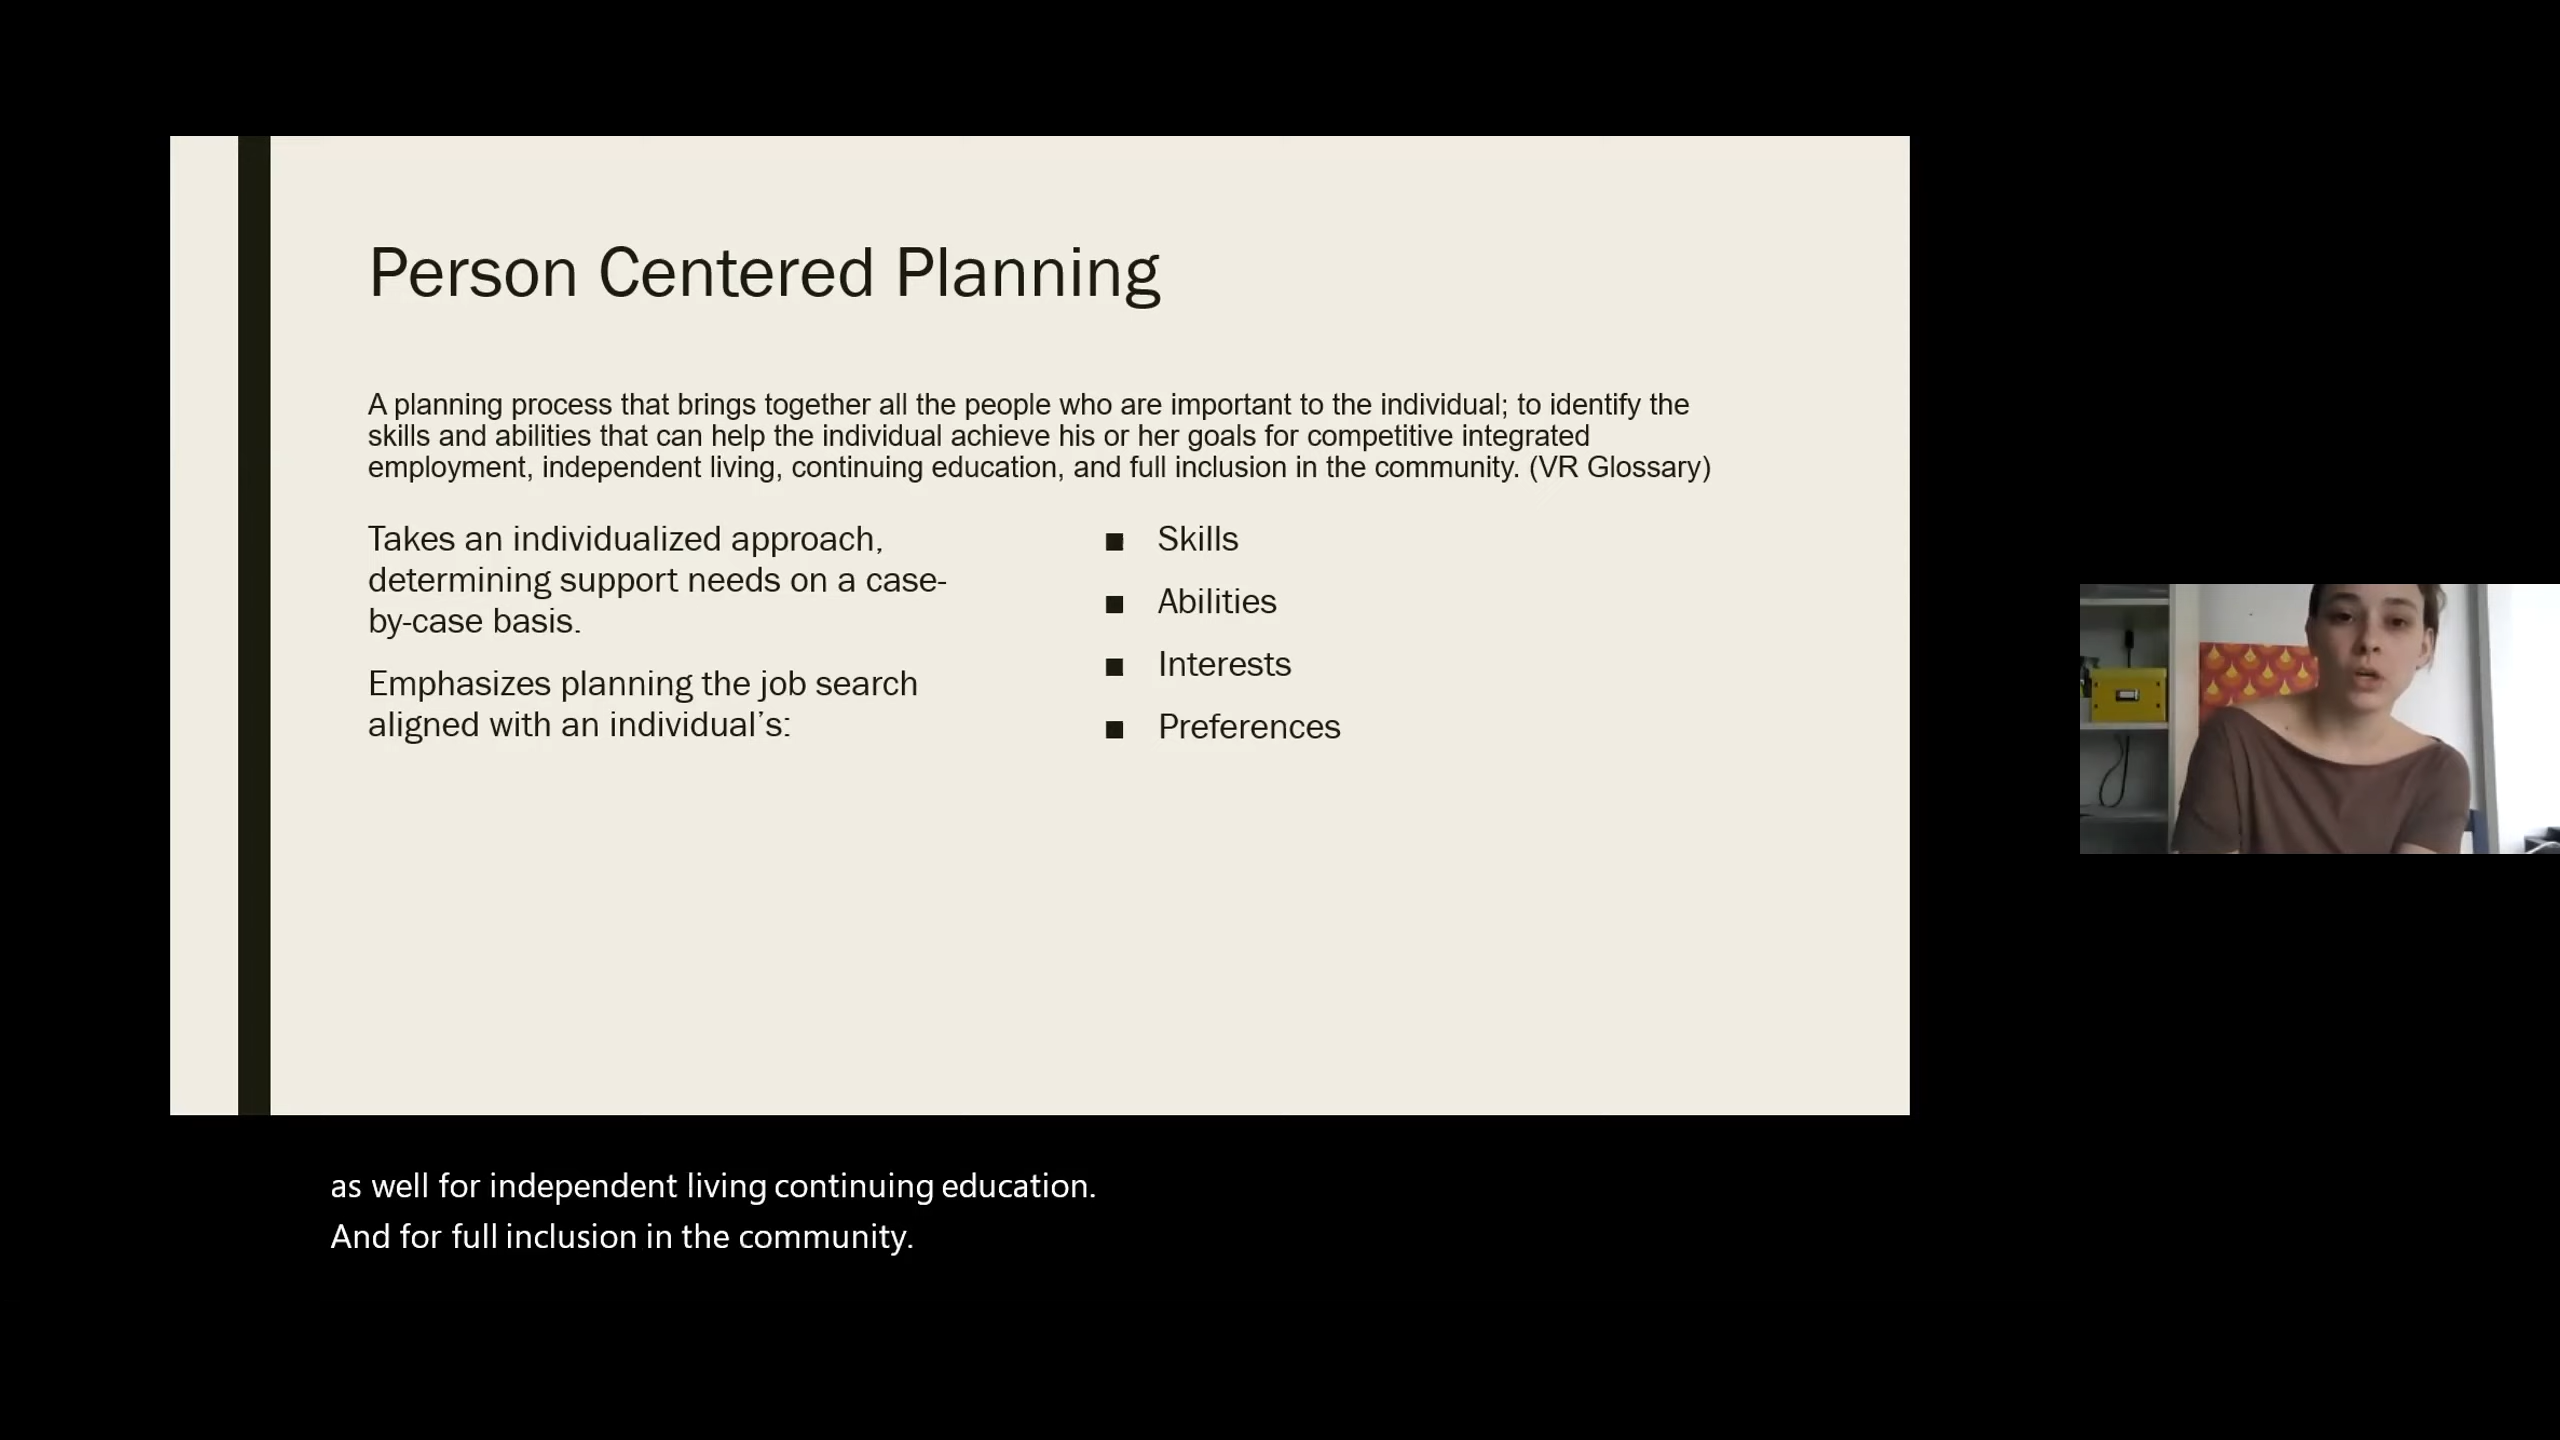 Person Centered Planning
A planning process that brings together all the people who are important to the individual; to identify the
skills and abilities that can help the individual achieve his or her goals for competitive integrated
employment, independent living, continuing education, and full inclusion in the community. (VR Glossary)
Takes an individualized approach,
determining support needs on a case-
by-case basis.
Emphasizes planning the job search
aligned with an individual’s:
■ Skills
■ Abilities
■ Interests
■ Preferences
as well for independent living continuing education.
And for full inclusion in the community.